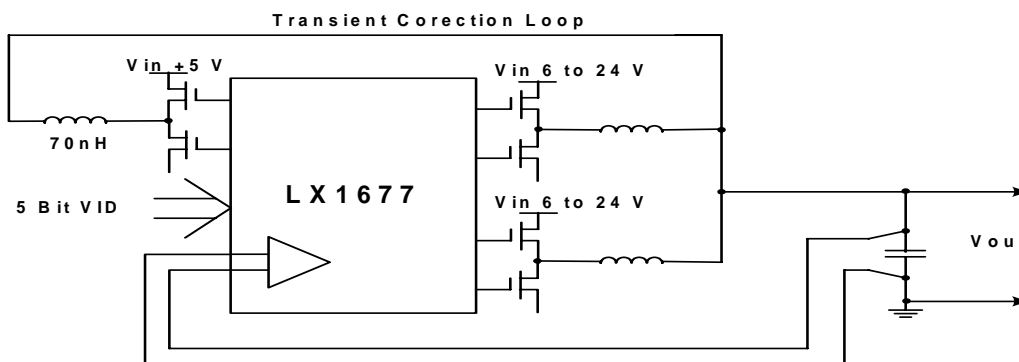 Transient Corection Loop
Vin +5 V
Vin 6 to 24 V
70nH
LX1677
5 Bit VID
Vin 6 to 24 V
Vou